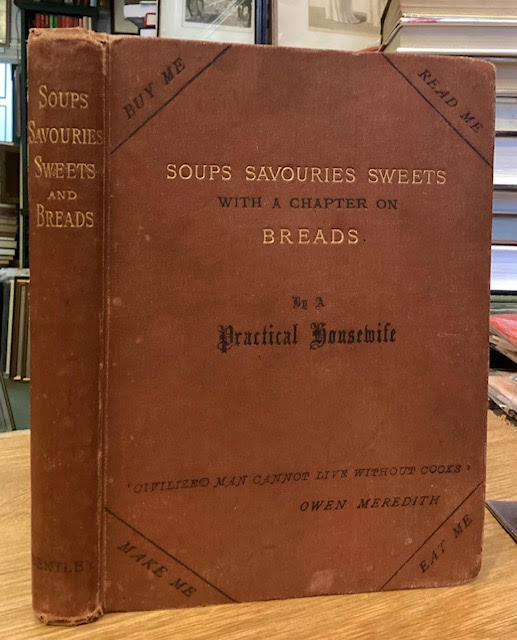 SOUPS
SAVOURIES
SWEETS
AND
BREADS
BENTLEY
BUY ME
READ ME
SOUPS SAVOURIES SWEETS
WITH A CHAPTER ON
BREADS.
By A
Practical Housewife
'CIVILIZED MAN CANNOT LIVE WITHOUT COOKS'
OWEN MEREDITH
MAKE ME
EAT ME